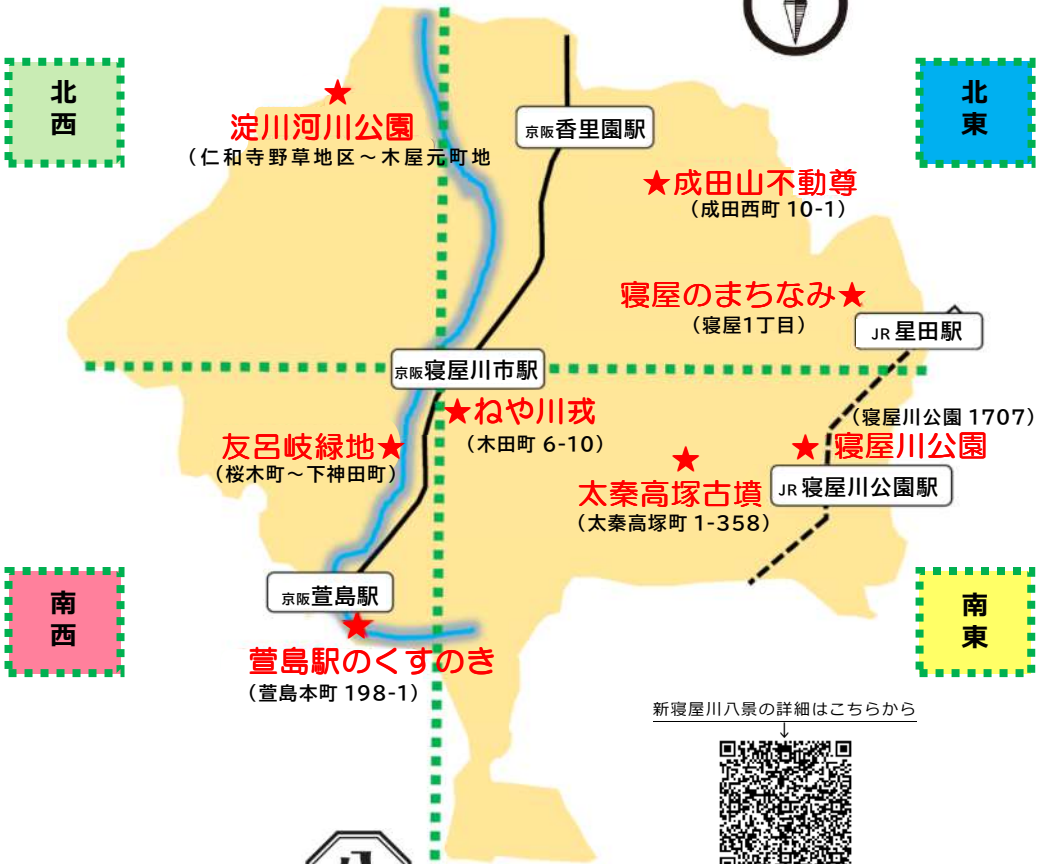 北西
北東
淀川河川公園
（仁和寺野草地区～木屋元町地
京阪香里園駅
★成田山不動尊
（成田西町 10-1）
寝屋のまちなみ★
（寝屋1丁目）
JR 星田駅
京阪寝屋川市駅
★ねや川戎
（木田町 6-10）
友呂岐緑地★
（桜木町～下神田町）
（寝屋川公園 1707）
★ 寝屋川公園
太秦高塚古墳
（太秦高塚町 1-358）
JR 寝屋川公園駅
京阪萱島駅
萱島駅のくすのき
（萱島本町 198-1）
南西
南東
新寝屋川八景の詳細はこちらから
↓